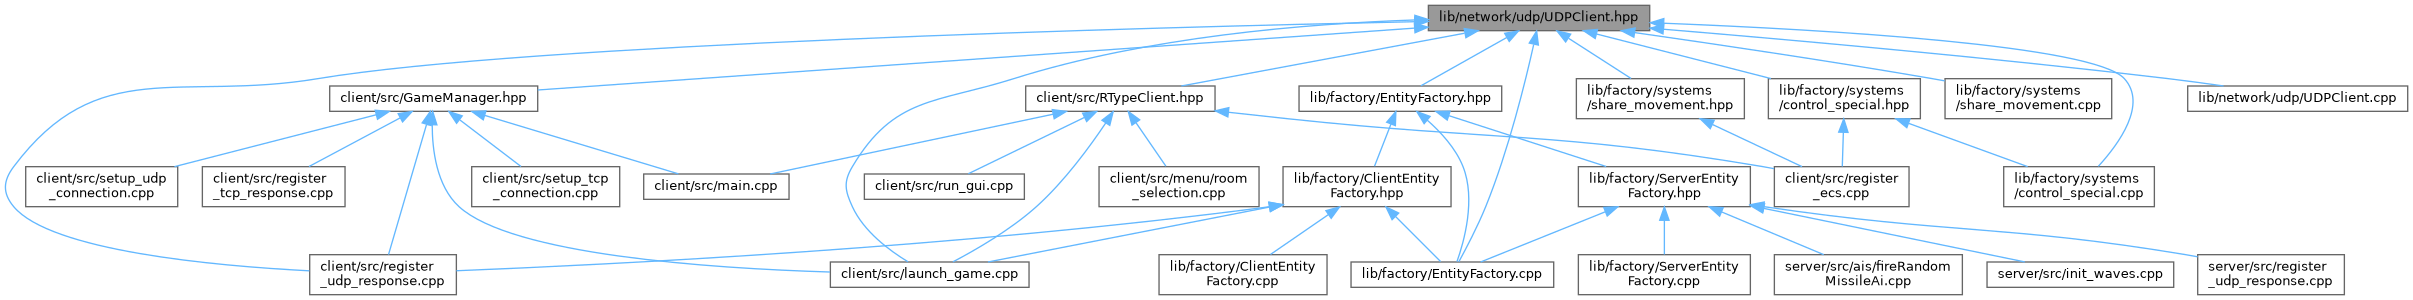 lib/network/udp/UDPClient.hpp
client/src/GameManager.hpp
client/src/RTypeClient.hpp
lib/factory/EntityFactory.hpp
lib/factory/systems
/share_movement.hpp
lib/factory/systems
/control_special.hpp
lib/factory/systems
/share_movement.cpp
lib/network/udp/UDPClient.cpp
client/src/setup_udp
_connection.cpp
client/src/register
_tcp_response.cpp
client/src/setup_tcp
_connection.cpp
client/src/main.cpp
client/src/run_gui.cpp
client/src/menu/room
_selection.cpp
lib/factory/ClientEntity
Factory.hpp
lib/factory/ServerEntity
Factory.hpp
client/src/register
_ecs.cpp
lib/factory/systems
/control_special.cpp
client/src/register
_udp_response.cpp
client/src/launch_game.cpp
lib/factory/ClientEntity
Factory.cpp
lib/factory/EntityFactory.cpp
lib/factory/ServerEntity
Factory.cpp
server/src/ais/fireRandom
MissileAi.cpp
server/src/init_waves.cpp
server/src/register
_udp_response.cpp